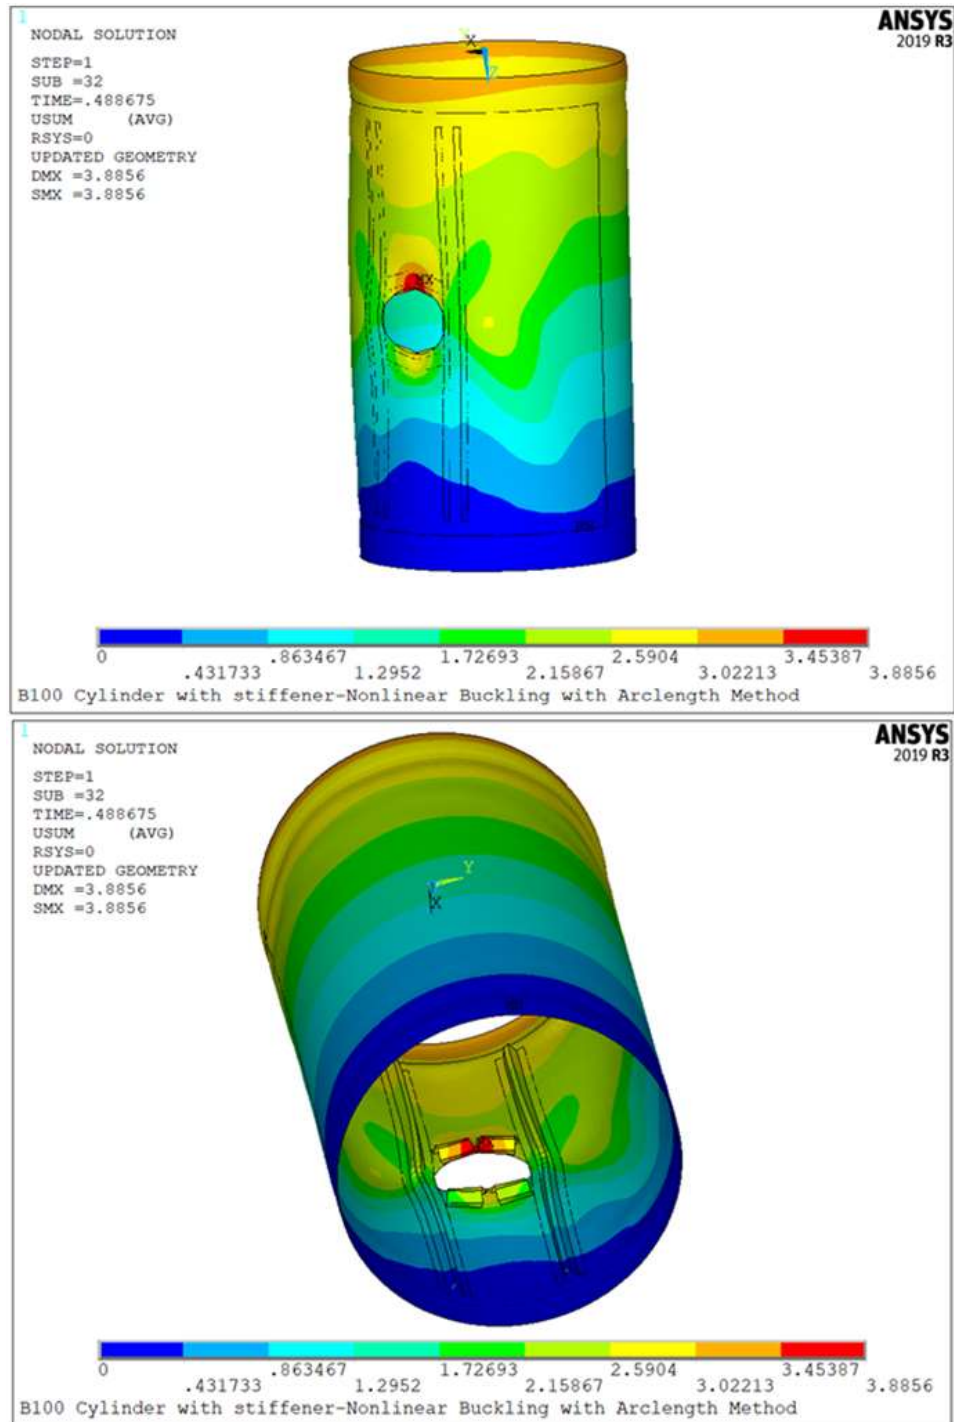 1
NODAL SOLUTION
STEP=1
SUB =32
TIME=.488675
USUM (AVG)
RSYS=0
UPDATED GEOMETRY
DMX =3.8856
SMX =3.8856
ANSYS
2019 R3
X
Z
MX
0 .863467 1.72693 2.5904 3.45387
.431733 1.2952 2.15867 3.02213 3.8856
B100 Cylinder with stiffener-Nonlinear Buckling with Arclength Method
1
NODAL SOLUTION
STEP=1
SUB =32
TIME=.488675
USUM (AVG)
RSYS=0
UPDATED GEOMETRY
DMX =3.8856
SMX =3.8856
ANSYS
2019 R3
Y
X
0 .863467 1.72693 2.5904 3.45387
.431733 1.2952 2.15867 3.02213 3.8856
B100 Cylinder with stiffener-Nonlinear Buckling with Arclength Method